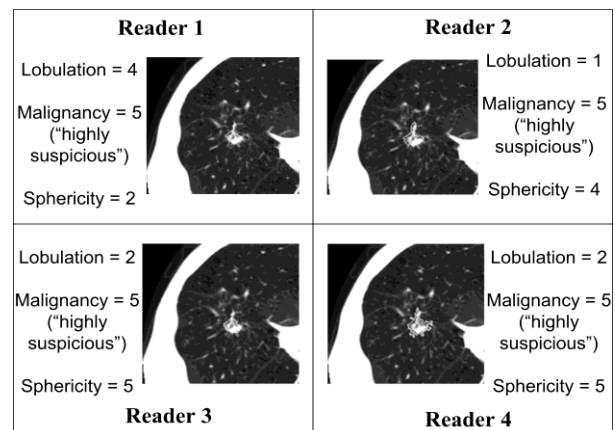 Reader 1
Lobulation = 4
Malignancy = 5
("highly
suspicious")
Sphericity = 2
Reader 2
Lobulation = 1
Malignancy = 5
("highly
suspicious")
Sphericity = 4
Lobulation = 2
Malignancy = 5
("highly
suspicious")
Sphericity = 5
Reader 3
Lobulation = 2
Malignancy = 5
("highly
suspicious")
Sphericity = 5
Reader 4